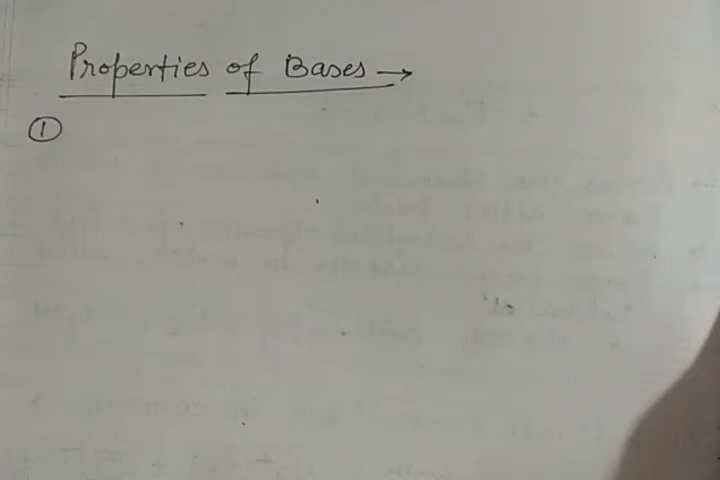 Properties of Bases →
①